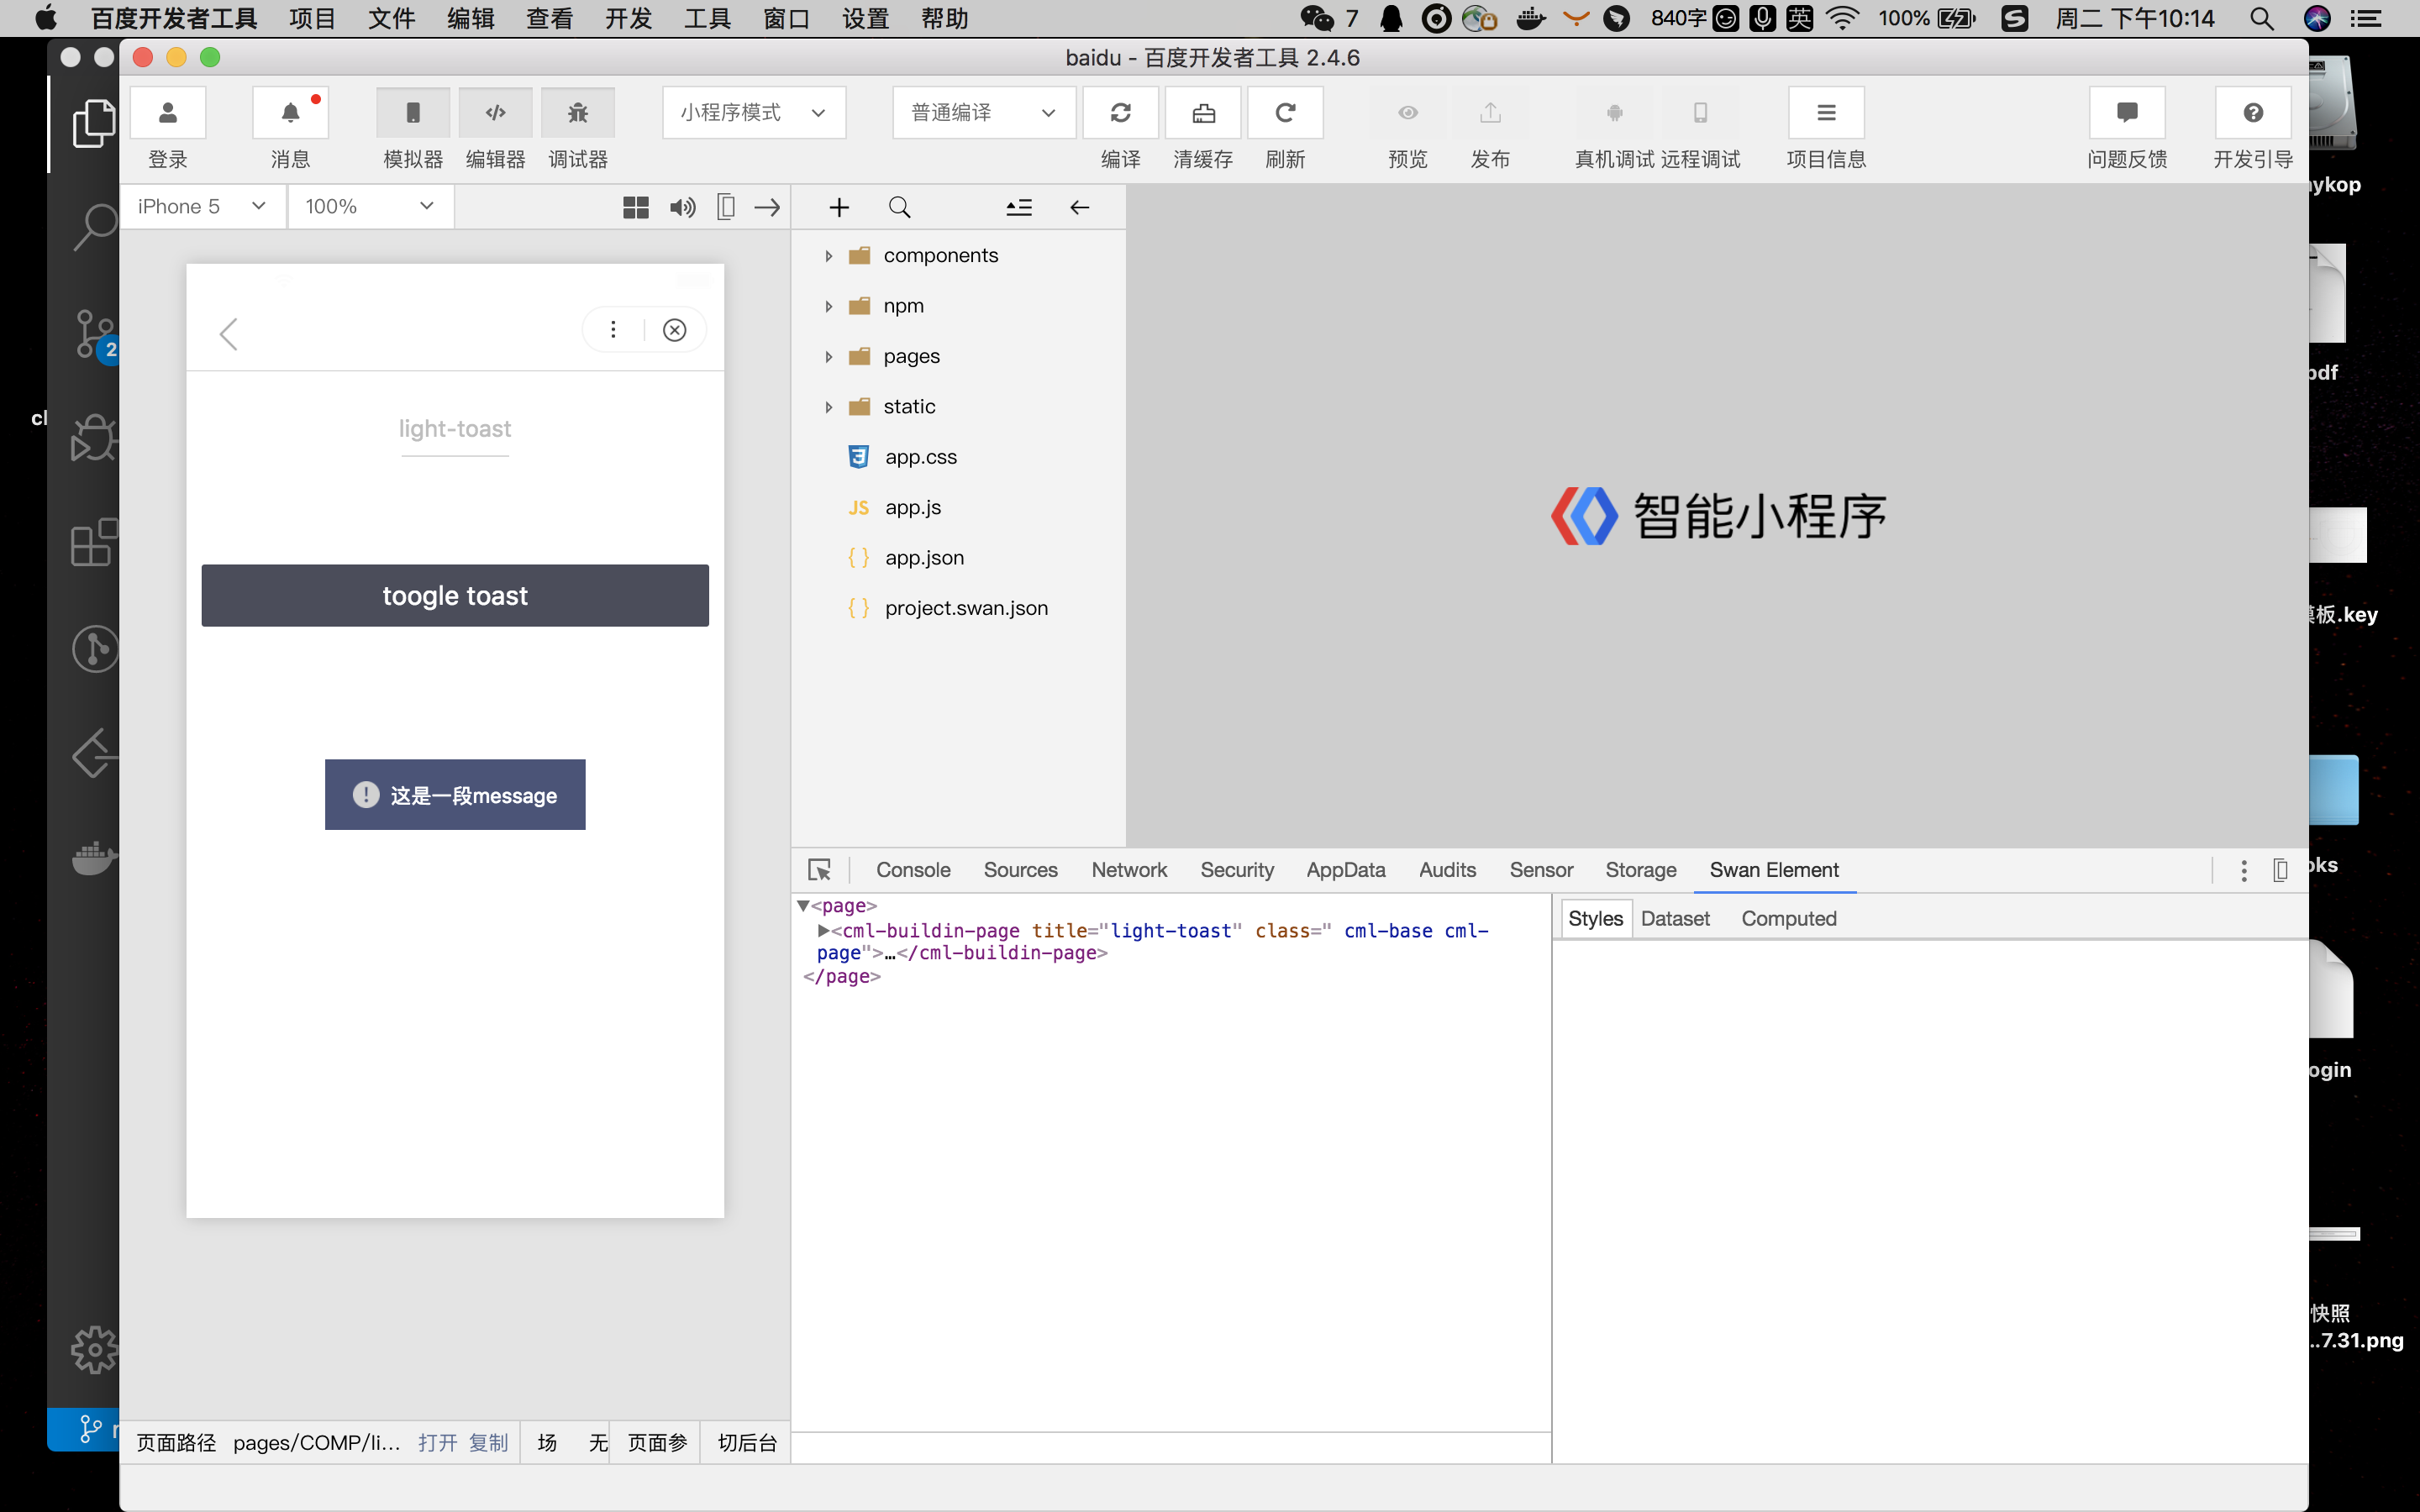 百度开发者工具 项目 文件 编辑 查看 开发 工具 窗口 设置 帮助 7 840字 英 100% 周二 下午10:14
baidu - 百度开发者工具 2.4.6
小程序模式 普通编译
登录 消息 模拟器 编辑器 调试器 编译 清缓存 刷新 预览 发布 真机调试 远程调试 项目信息 问题反馈 开发引导
iPhone 5 100%
2
light-toast
toogle toast
这是一段message
components
npm
pages
static
app.css
JS app.js
{ } app.json
{ } project.swan.json
智能小程序
Console Sources Network Security AppData Audits Sensor Storage Swan Element
<page>
<cml-buildin-page title="light-toast" class=" cml-base cml-
page">…</cml-buildin-page>
</page>
Styles Dataset Computed
页面路径 pages/COMP/li... 打开 复制 场 无 页面参 切后台
ykop
pdf
板.key
oks
ogin
快照
..7.31.png